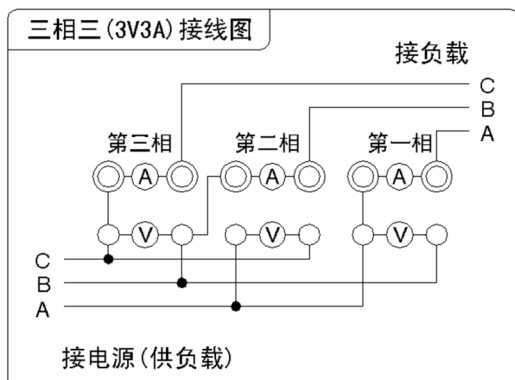 三相三(3V3A)接线图
接负载
C
B
A
第三相 第二相 第一相
A A A
V V V
C
B
A
接电源(供负载)